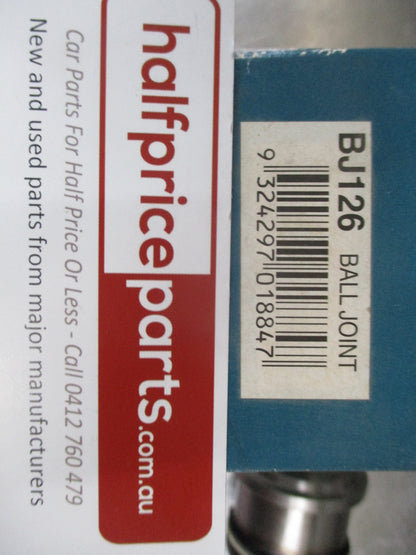 BJ126 BALL JOINT
9 324297 018847
halfpriceparts.com.au
Car Parts For Half Price Or Less - Call 0412 760 479
New and used parts from major manufacturers